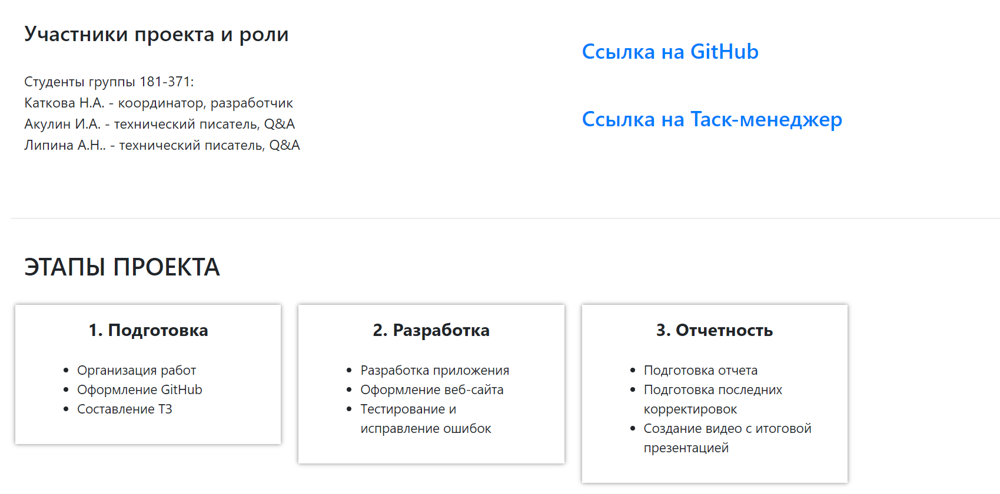 Участники проекта и роли
Студенты группы 181-371:
Каткова Н.А. - координатор, разработчик
Акулин И.А. - технический писатель, Q&A
Липина А.Н.. - технический писатель, Q&A
Ссылка на GitHub
Ссылка на Таск-менеджер
ЭТАПЫ ПРОЕКТА
1. Подготовка
• Организация работ
• Оформление GitHub
• Составление ТЗ
2. Разработка
• Разработка приложения
• Оформление веб-сайта
• Тестирование и
исправление ошибок
3. Отчетность
• Подготовка отчета
• Подготовка последних
корректировок
• Создание видео с итоговой
презентацией